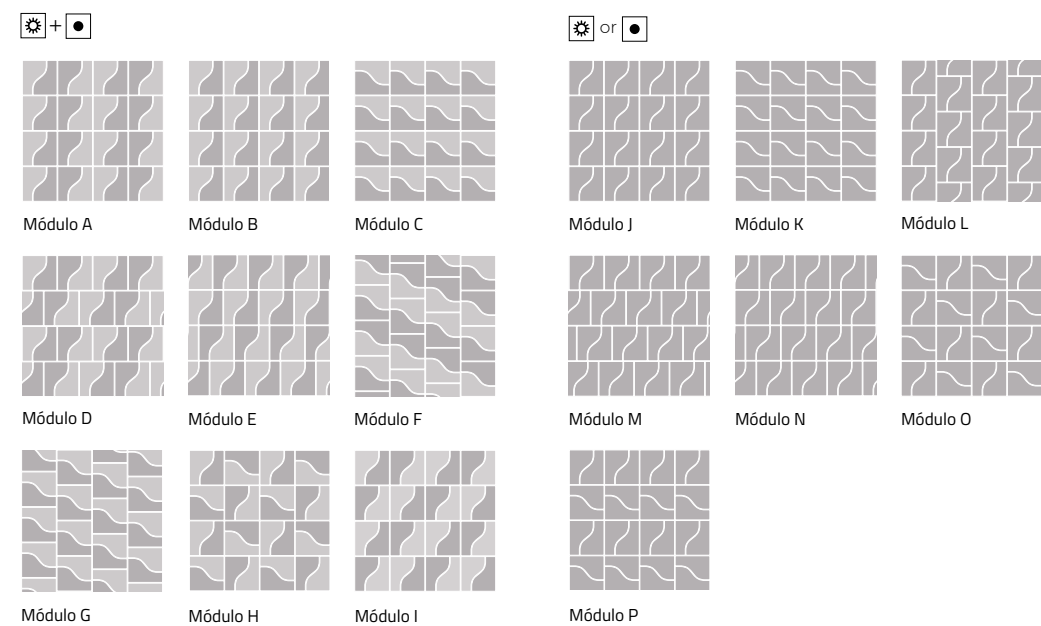 +
or
Módulo A
Módulo B
Módulo C
Módulo J
Módulo K
Módulo L
Módulo D
Módulo E
Módulo F
Módulo M
Módulo N
Módulo O
Módulo G
Módulo H
Módulo I
Módulo P